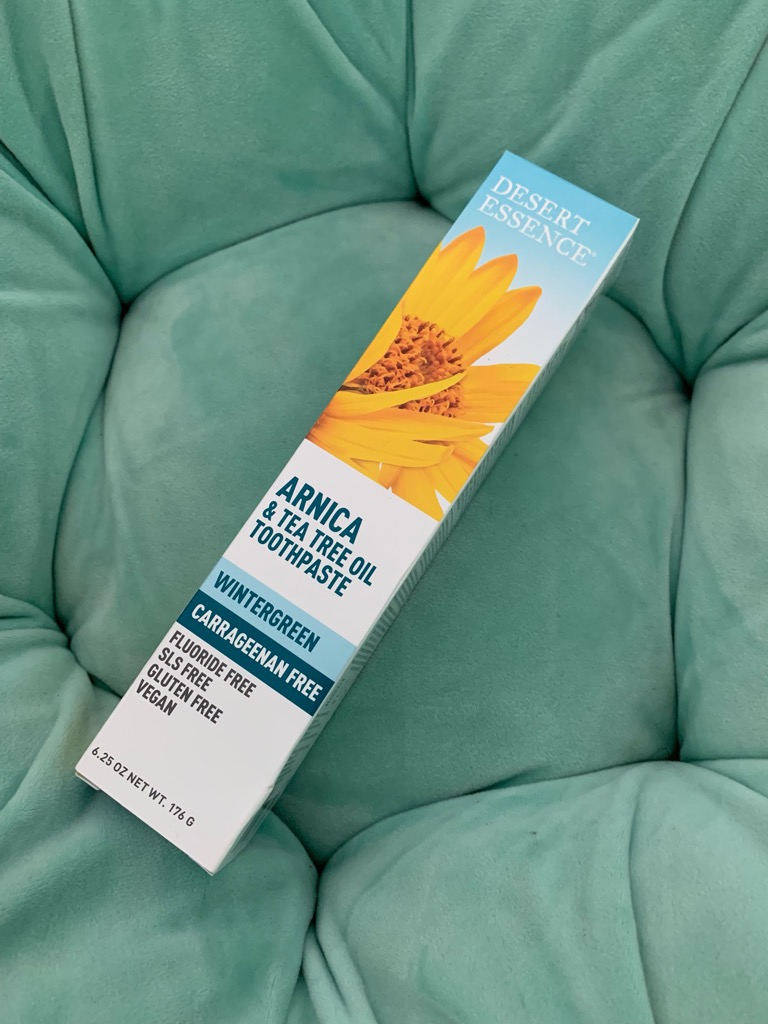 DESERT
ESSENCE®
ARNICA
& TEA TREE OIL
TOOTHPASTE
WINTERGREEN
CARRAGEENAN FREE
FLUORIDE FREE
SLS FREE
GLUTEN FREE
VEGAN
6.25 OZ NET WT. 176 G